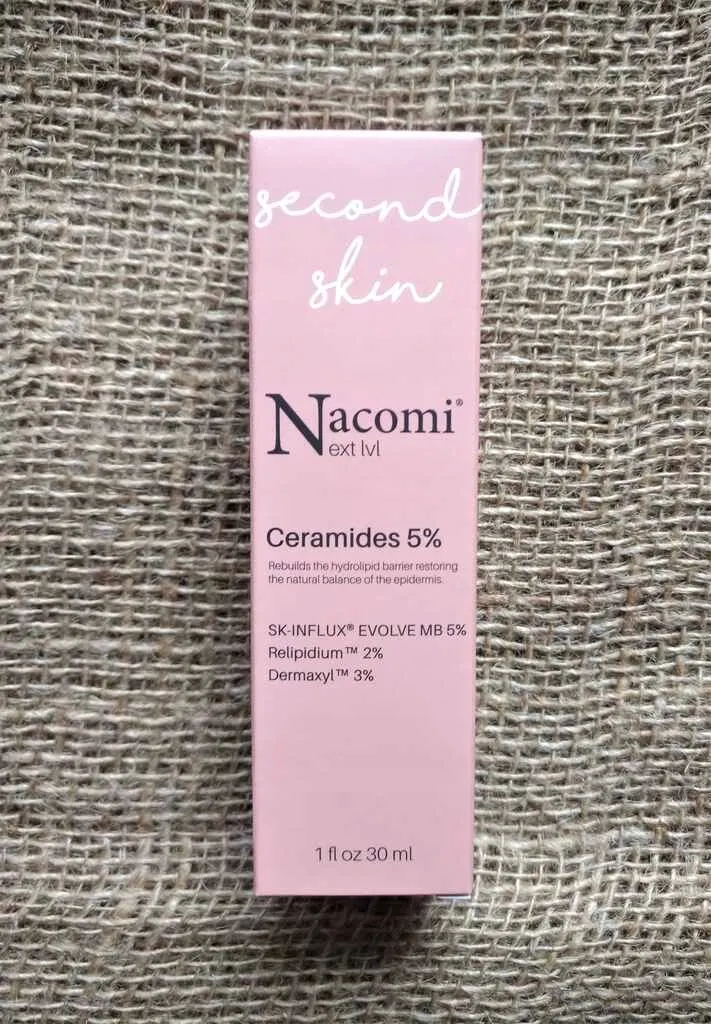 second
skin
Nacomi®
ext lvl
Ceramides 5%
Rebuilds the hydrolipid barrier restoring
the natural balance of the epidermis.
SK-INFLUX® EVOLVE MB 5%
Relipidium™ 2%
Dermaxyl™ 3%
1 fl oz 30 ml